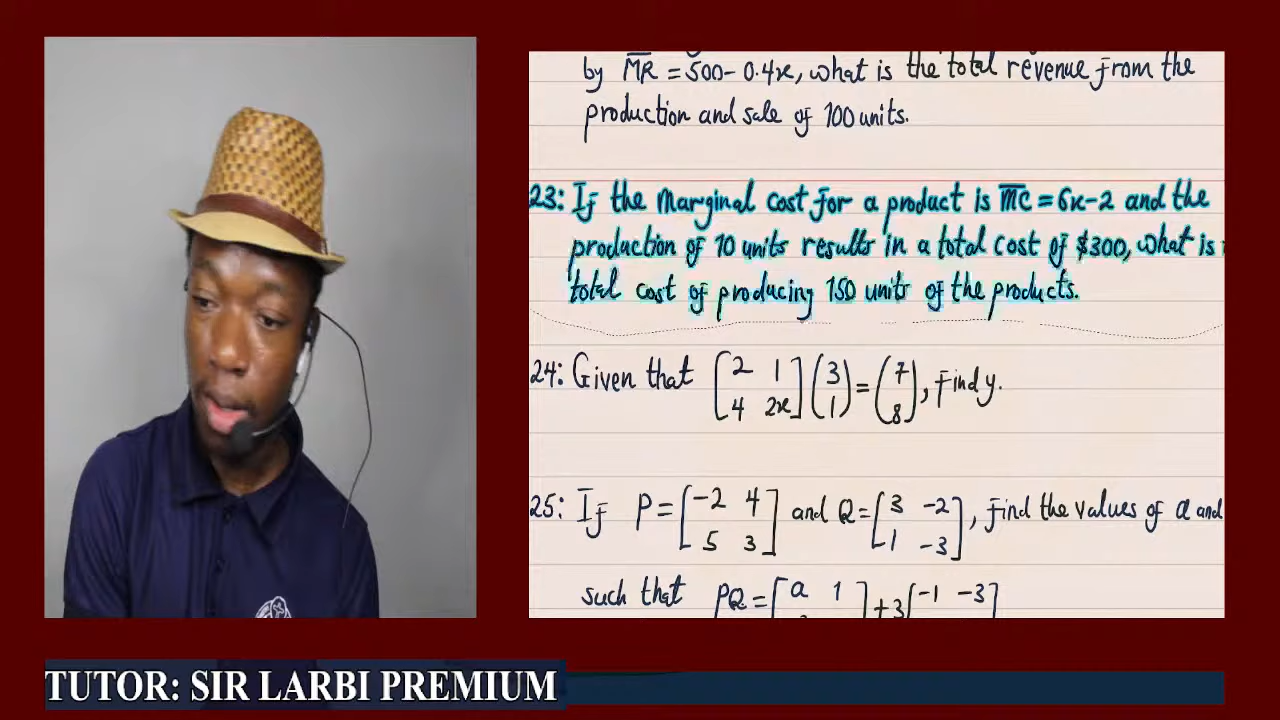 by M̅R̅ = 500 - 0.4x, what is the total revenue from the
production and sale of 100 units.
23: If the marginal cost for a product is M̅C̅ = 6x - 2 and the
production of 10 units results in a total cost of $300, what is
total cost of producing 150 units of the products.
24: Given that [2 1 
4 2x] (3 
1) = (7 
8), find y.
25: If P = [-2 4 
5 3] and Q = [3 -2 
1 -3], find the values of a and
such that PQ = [a 1 
] + 3[-1 -3]
TUTOR: SIR LARBI PREMIUM